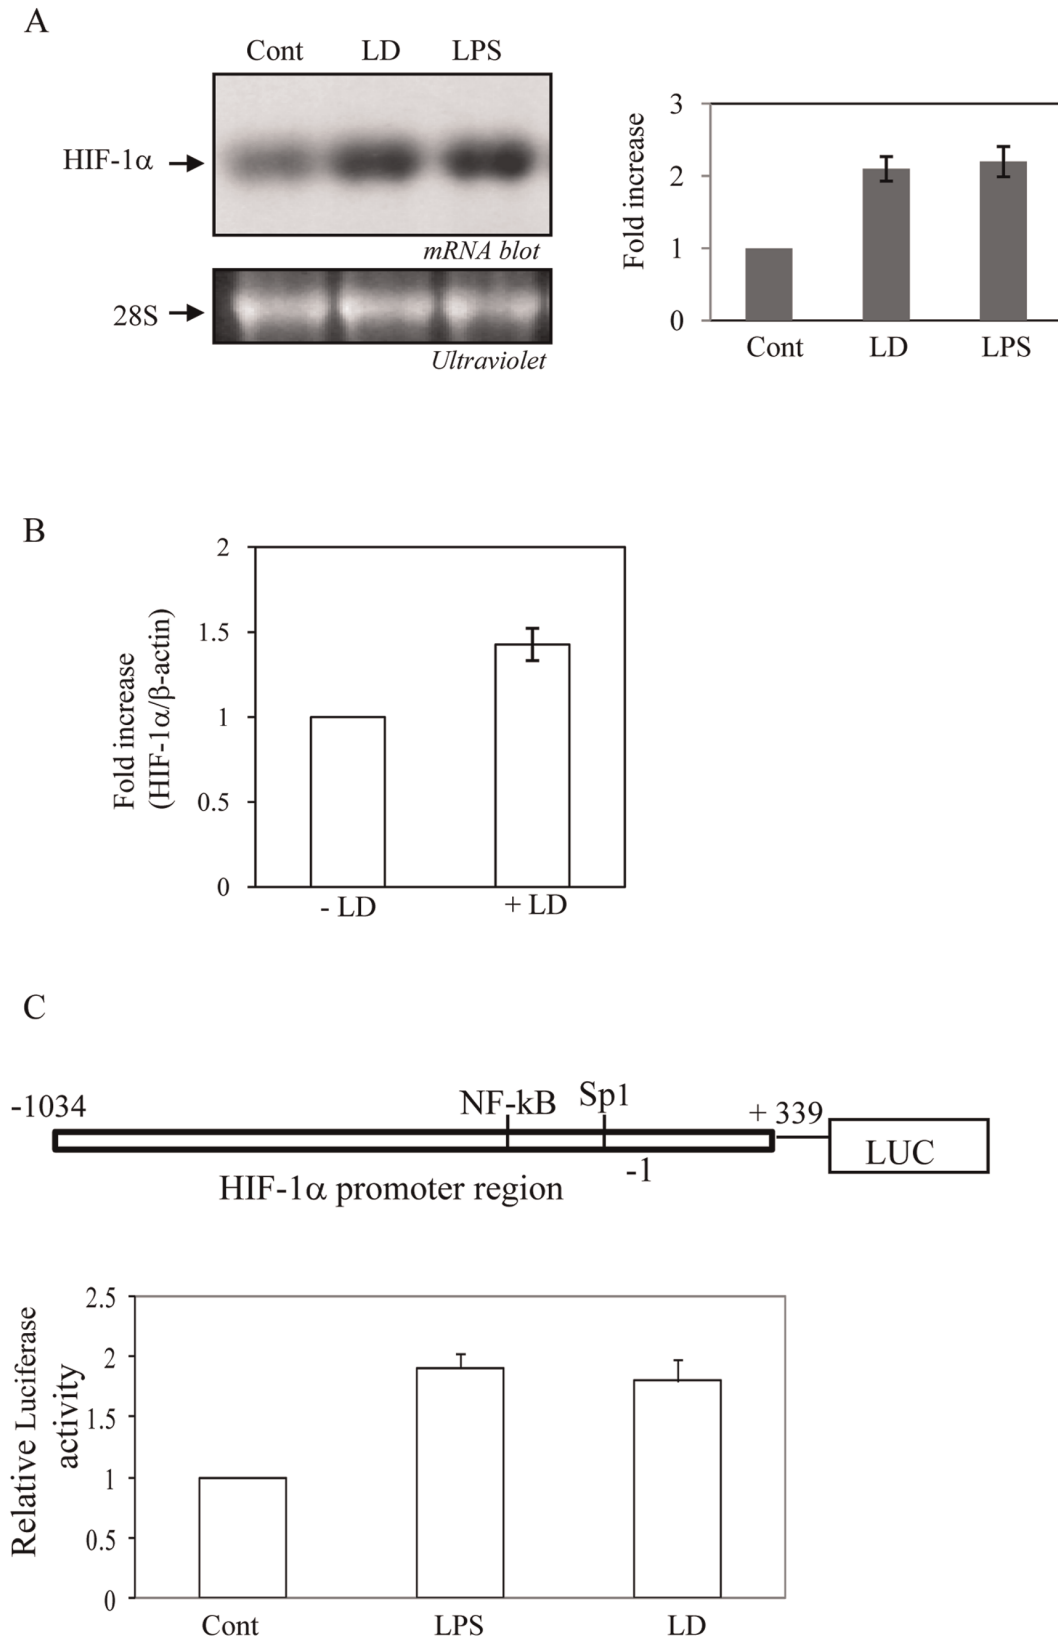 A
Cont LD LPS
HIF-1α
mRNA blot
28S
Ultraviolet
Fold increase
3
2
1
0
Cont LD LPS
B
Fold increase
(HIF-1α/β-actin)
2
1.5
1
0.5
0
- LD + LD
C
-1034 NF-kB Sp1 + 339
LUC
-1
HIF-1α promoter region
Relative Luciferase
activity
2.5
2
1.5
1
0.5
0
Cont LPS LD